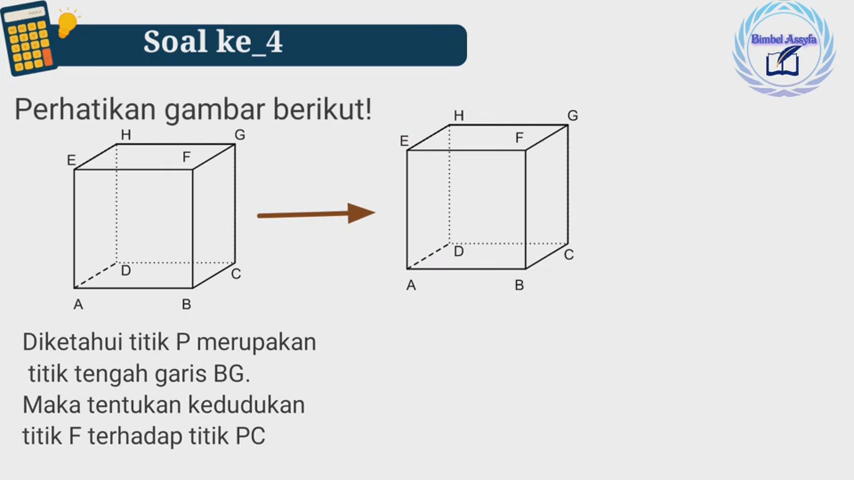 Soal ke_4
Bimbel Assyfa
Perhatikan gambar berikut!
H
G
E
F
D
C
A
B
H
G
E
F
D
C
A
B
Diketahui titik P merupakan
titik tengah garis BG.
Maka tentukan kedudukan
titik F terhadap titik PC